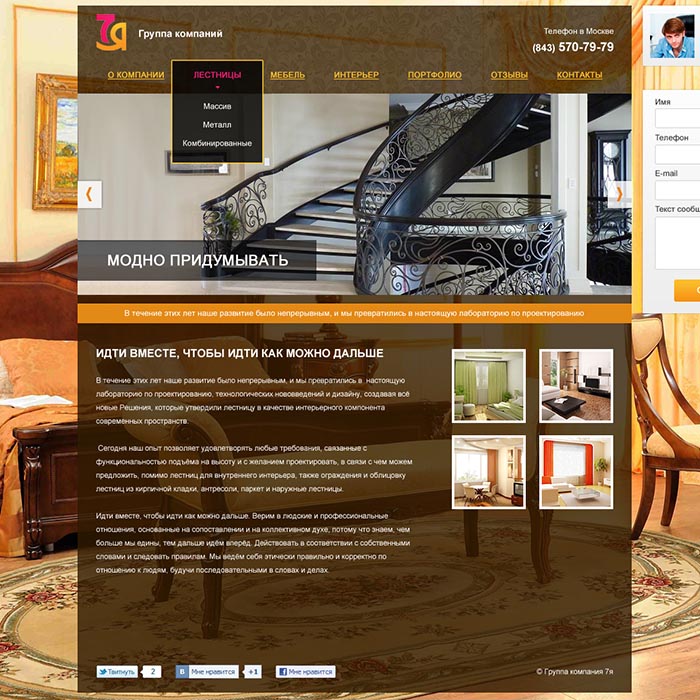 7я Группа компаний
Телефон в Москве
(843) 570-79-79
О КОМПАНИИ ЛЕСТНИЦЫ МЕБЕЛЬ ИНТЕРЬЕР ПОРТФОЛИО ОТЗЫВЫ КОНТАКТЫ
Массив
Металл
Комбинированные
Имя
Телефон
E-mail
Текст сообщ
МОДНО ПРИДУМЫВАТЬ
В течение этих лет наше развитие было непрерывным, и мы превратились в настоящую лабораторию по проектированию
ИДТИ ВМЕСТЕ, ЧТОБЫ ИДТИ КАК МОЖНО ДАЛЬШЕ
В течение этих лет наше развитие было непрерывным, и мы превратились в настоящую
лабораторию по проектированию, технологических нововведений и дизайну, создавая всё
новые Решения, которые утвердили лестницу в качестве интерьерного компонента
современных пространств.
Сегодня наш опыт позволяет удовлетворять любые требования, связанные с
функциональностью подъёма на высоту и с желанием проектировать, в связи с чем можем
предложить, помимо лестниц для внутреннего интерьера, также ограждения и облицовку
лестниц из кирпичной кладки, антресоли, паркет и наружные лестницы.
Идти вместе, чтобы идти как можно дальше. Верим в людские и профессиональные
отношения, основанные на сопоставлении и на коллективном духе, потому что знаем, чем
больше мы едины, тем дальше идём вперёд. Действовать в соответствии с собственными
словами и следовать правилам. Мы ведём себя этически правильно и корректно по
отношению к людям, будучи последовательными в словах и делах.
Твитнуть 2 В Мне нравится +1 f Мне нравится
© Группа компания 7я